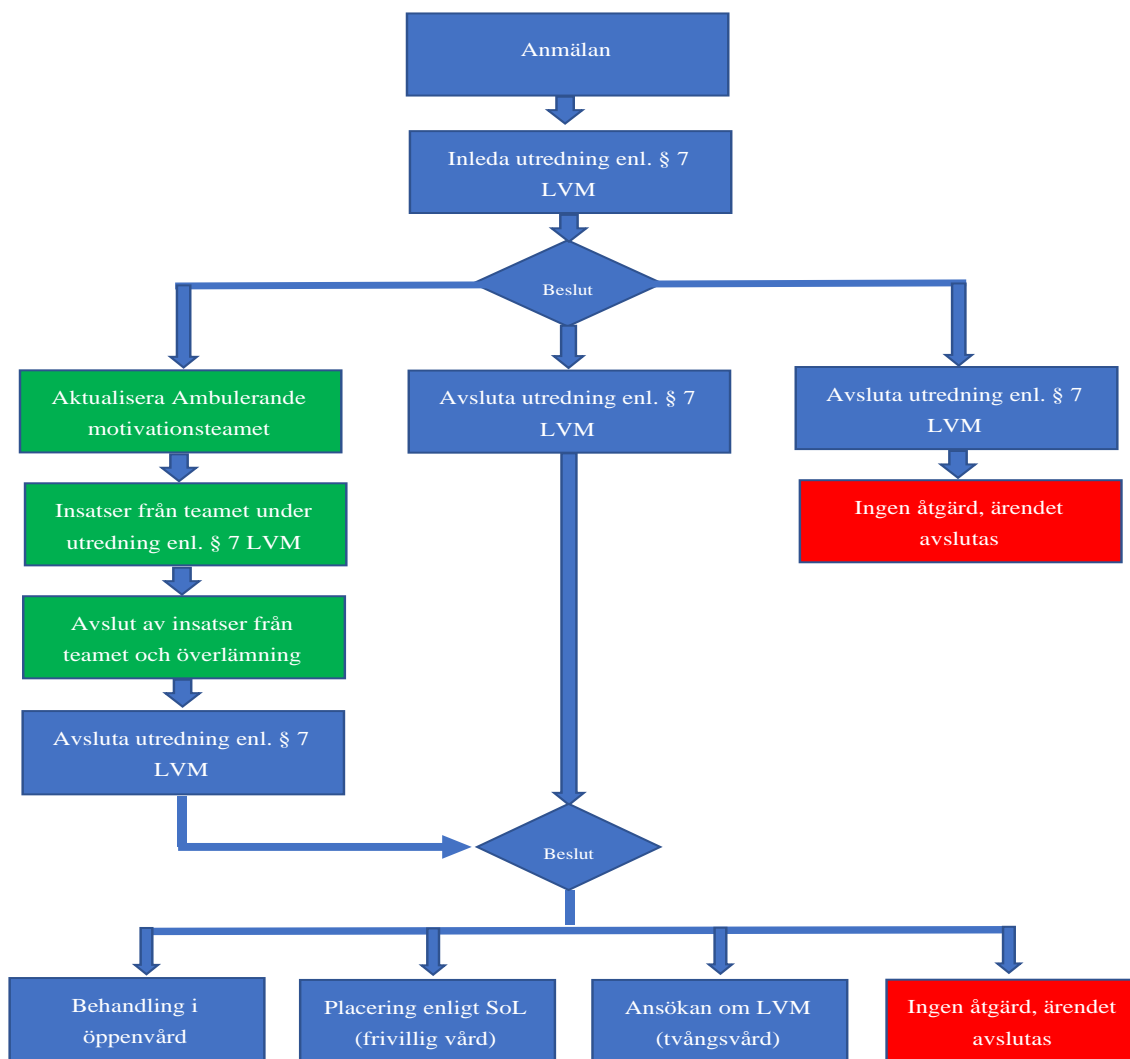 Anmälan
Inleda utredning enl. § 7
LVM
Beslut
Aktualisera Ambulerande
motivationsteamet
Avsluta utredning enl. § 7
LVM
Avsluta utredning enl. § 7
LVM
Insatser från teamet under
utredning enl. § 7 LVM
Ingen åtgärd, ärendet
avslutas
Avslut av insatser från
teamet och överlämning
Avsluta utredning enl. § 7
LVM
Beslut
Behandling i
öppenvård
Placering enligt SoL
(frivillig vård)
Ansökan om LVM
(tvångsvård)
Ingen åtgärd, ärendet
avslutas